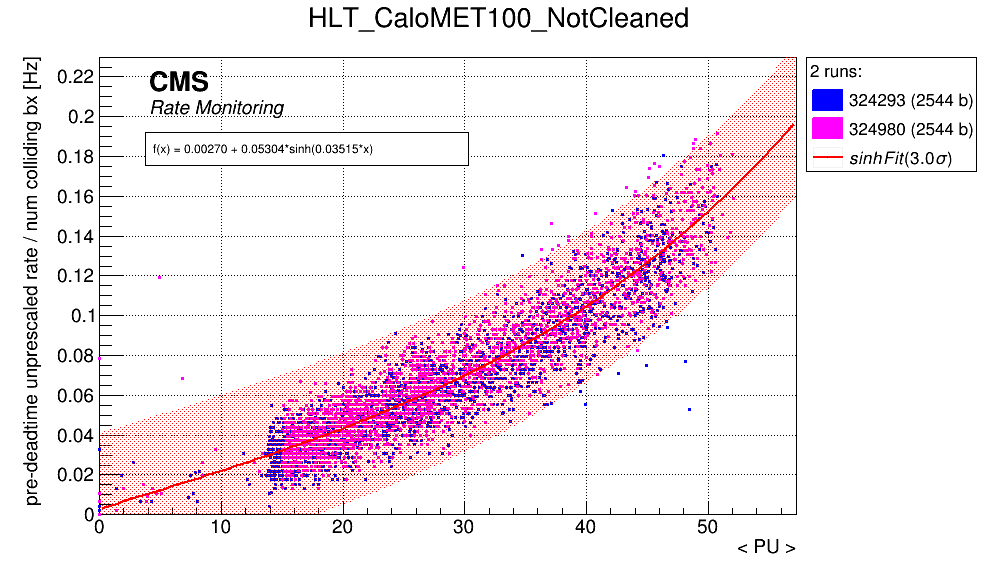 HLT_CaloMET100_NotCleaned
pre-deadtime unprescaled rate / num colliding bx [Hz]
0.22
0.2
0.18
0.16
0.14
0.12
0.1
0.08
0.06
0.04
0.02
0
CMS
Rate Monitoring
f(x) = 0.00270 + 0.05304*sinh(0.03515*x)
2 runs:
324293 (2544 b)
324980 (2544 b)
sinhFit(3.0σ)
0 10 20 30 40 50
< PU >